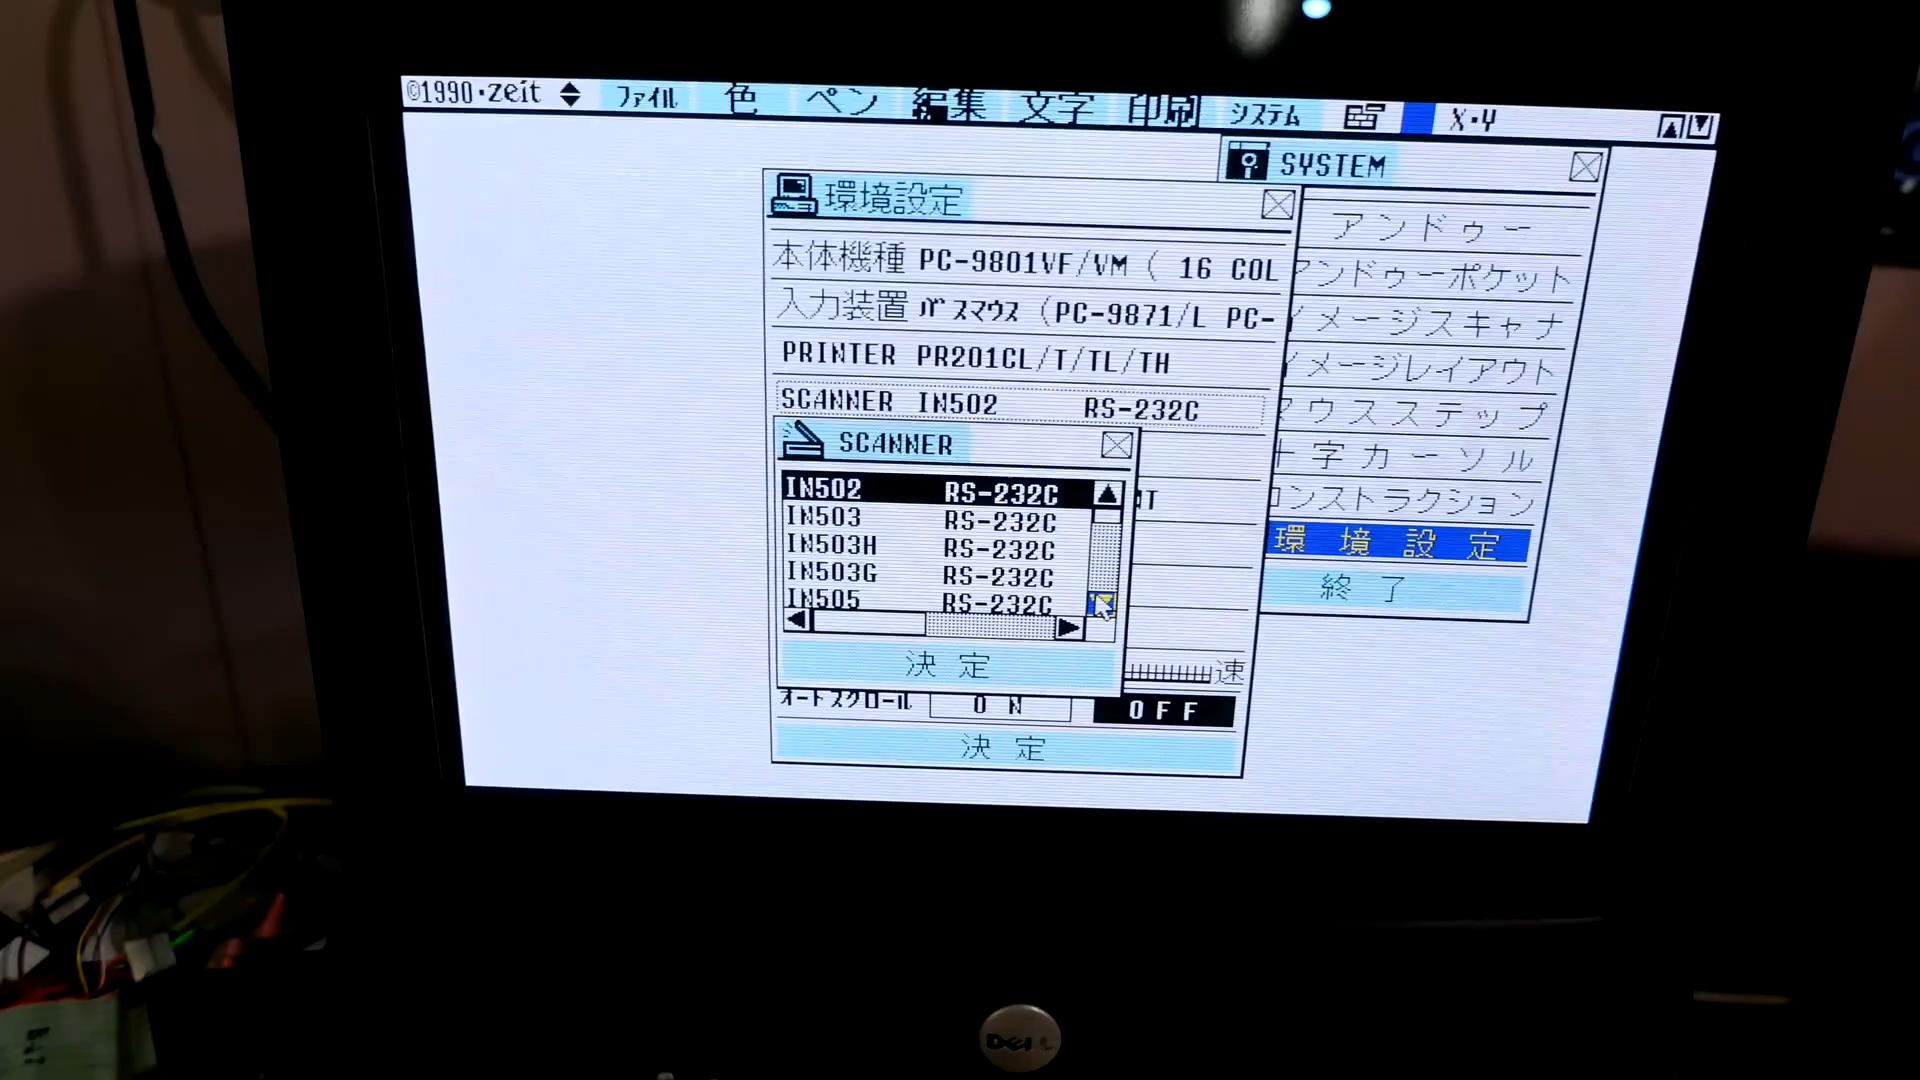 ©1990・zeit ファイル 色 ペン 編集 文字 印刷 システム X・Y
SYSTEM
アンドゥー
アンドゥーポケット
イメージスキャナ
イメージレイアウト
マウスステップ
十字カーソル
コンストラクション
環境設定
終了
環境設定
本体機種 PC-9801VF/VM ( 16 COL
入力装置 バスマウス (PC-9871/L PC-
PRINTER PR201CL/T/TL/TH
SCANNER IN502 RS-232C
SCANNER
IN502 RS-232C
IN503 RS-232C
IN503H RS-232C
IN503G RS-232C
IN505 RS-232C
決定
速
オートスクロール ON OFF
決定
DELL